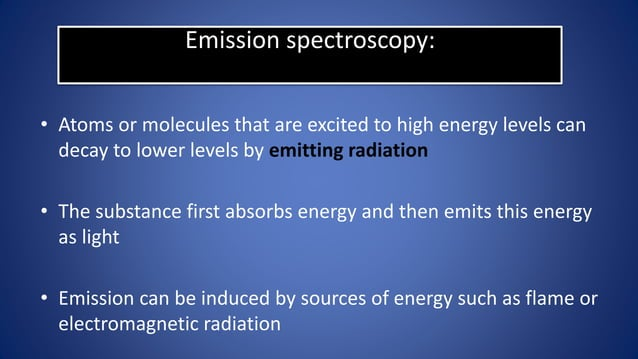 Emission spectroscopy:
• Atoms or molecules that are excited to high energy levels can
decay to lower levels by emitting radiation
• The substance first absorbs energy and then emits this energy
as light
• Emission can be induced by sources of energy such as flame or
electromagnetic radiation